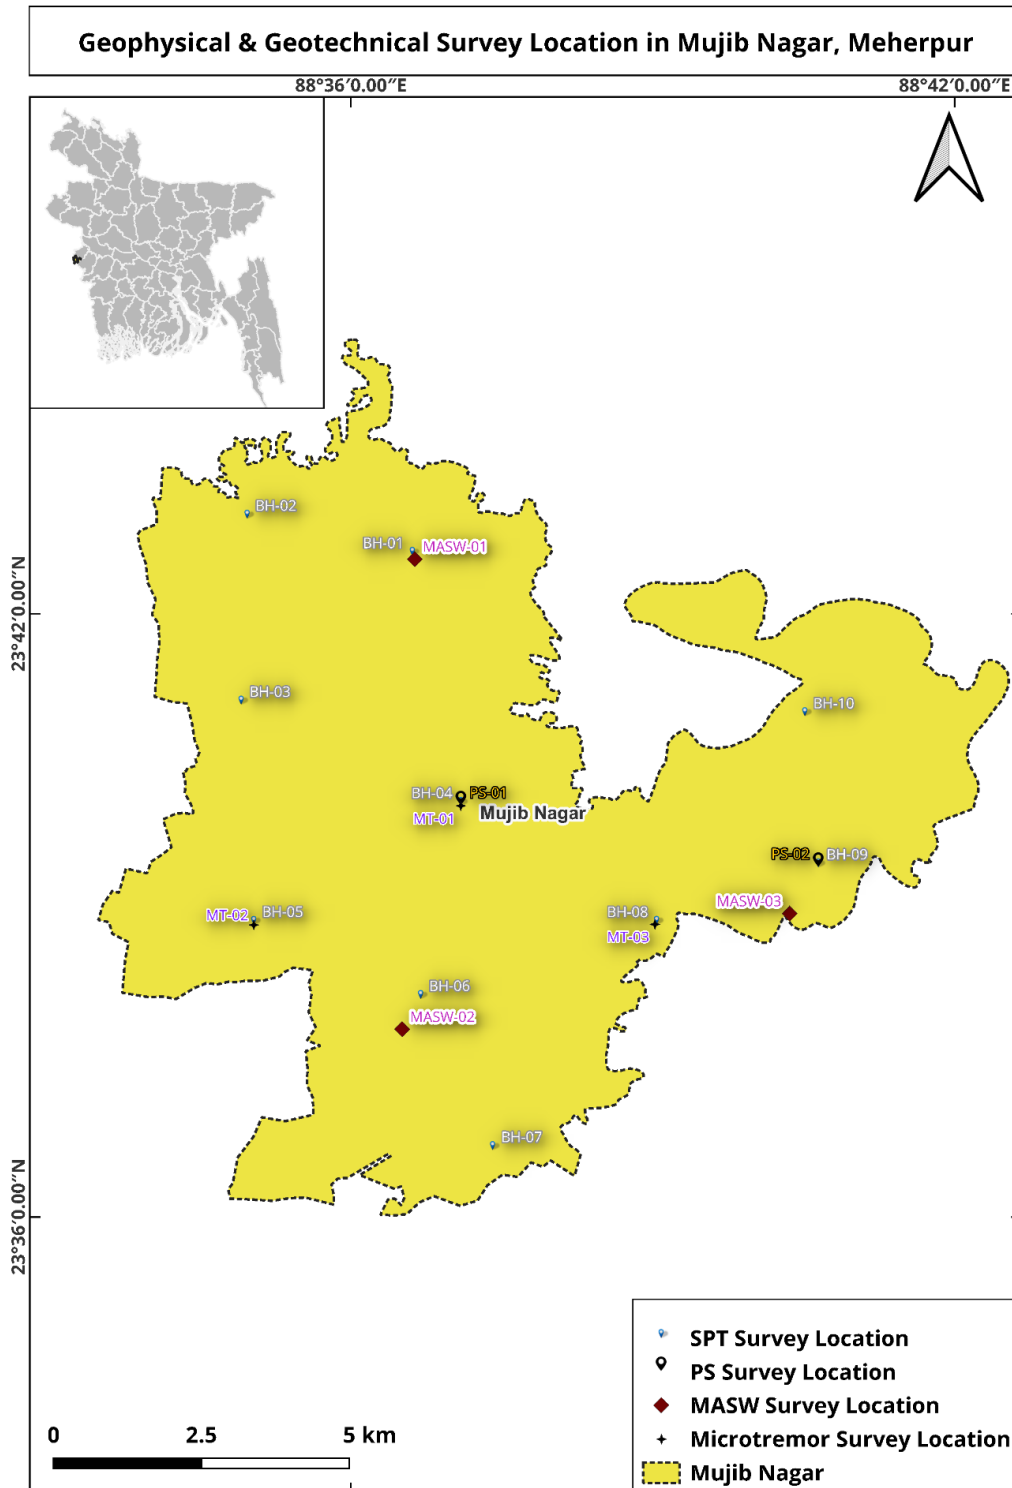 Geophysical & Geotechnical Survey Location in Mujib Nagar, Meherpur
88°36′0.00″E
88°42′0.00″E
BH-02
BH-01
MASW-01
23°42′0.00″N
BH-03
BH-10
BH-04
PS-01
MT-01
Mujib Nagar
PS-02
BH-09
MASW-03
MT-02
BH-05
BH-08
MT-03
BH-06
MASW-02
BH-07
23°36′0.00″N
SPT Survey Location
PS Survey Location
MASW Survey Location
Microtremor Survey Location
Mujib Nagar
0 2.5 5 km